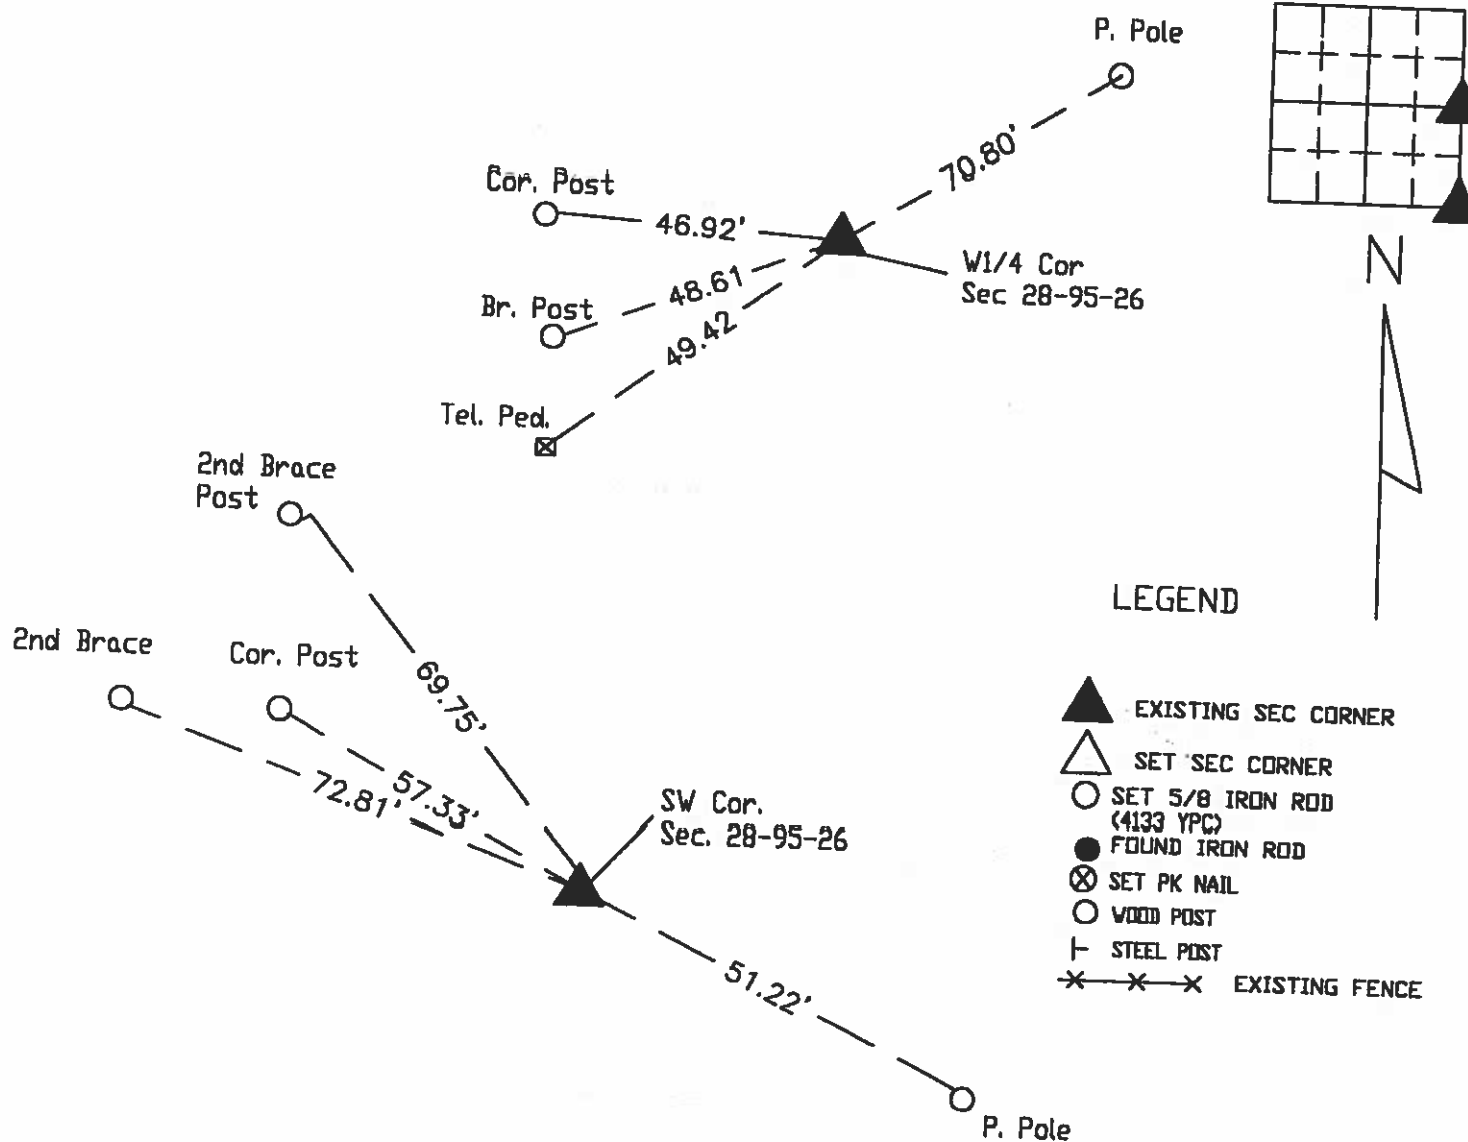 P. Pole
70.80'
Cor. Post
46.92'
W1/4 Cor
Sec 28-95-26
N
48.61
Br. Post
49.42
Tel. Ped.
2nd Brace
Post
LEGEND
2nd Brace
Cor. Post
69.75'
57.33'
72.81'
SW Cor.
Sec. 28-95-26
51.22'
P. Pole
EXISTING SEC CORNER
SET SEC CORNER
SET 5/8 IRON ROD
(4133 YPC)
FOUND IRON ROD
SET PK NAIL
WOOD POST
STEEL POST
EXISTING FENCE